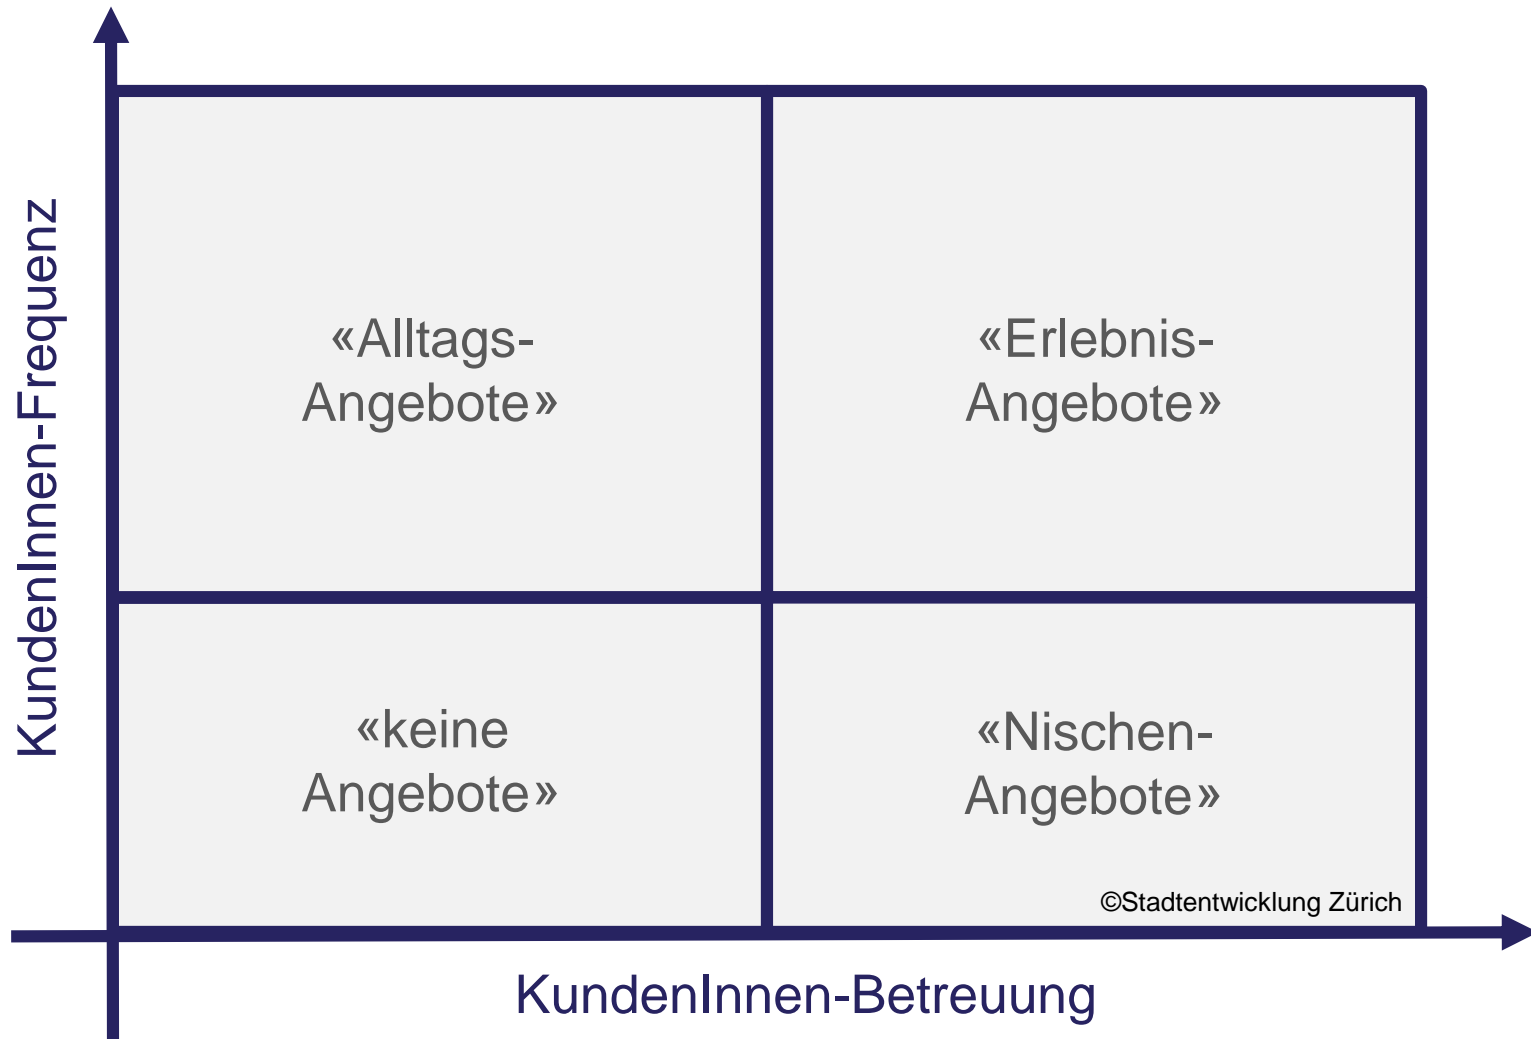 KundenInnen-Frequenz
«Alltags-
Angebote»
«Erlebnis-
Angebote»
«keine
Angebote»
«Nischen-
Angebote»
©Stadtentwicklung Zürich
KundenInnen-Betreuung